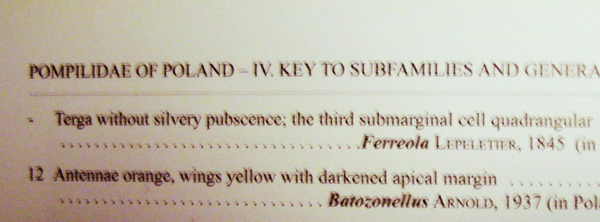 POMPILIDAE OF POLAND – IV. KEY TO SUBFAMILIES AND GENERA
- Terga without silvery pubscence; the third submarginal cell quadrangular
. . . . . . . . . . . . . . . . . . . . . . . . . . . . . . . . . . . . Ferreola LEPELETIER, 1845 (in
12 Antennae orange, wings yellow with darkened apical margin . . . . . . . . .
. . . . . . . . . . . . . . . . . . . . . . . . . . . . . . . . Batozonellus ARNOLD, 1937 (in Pola